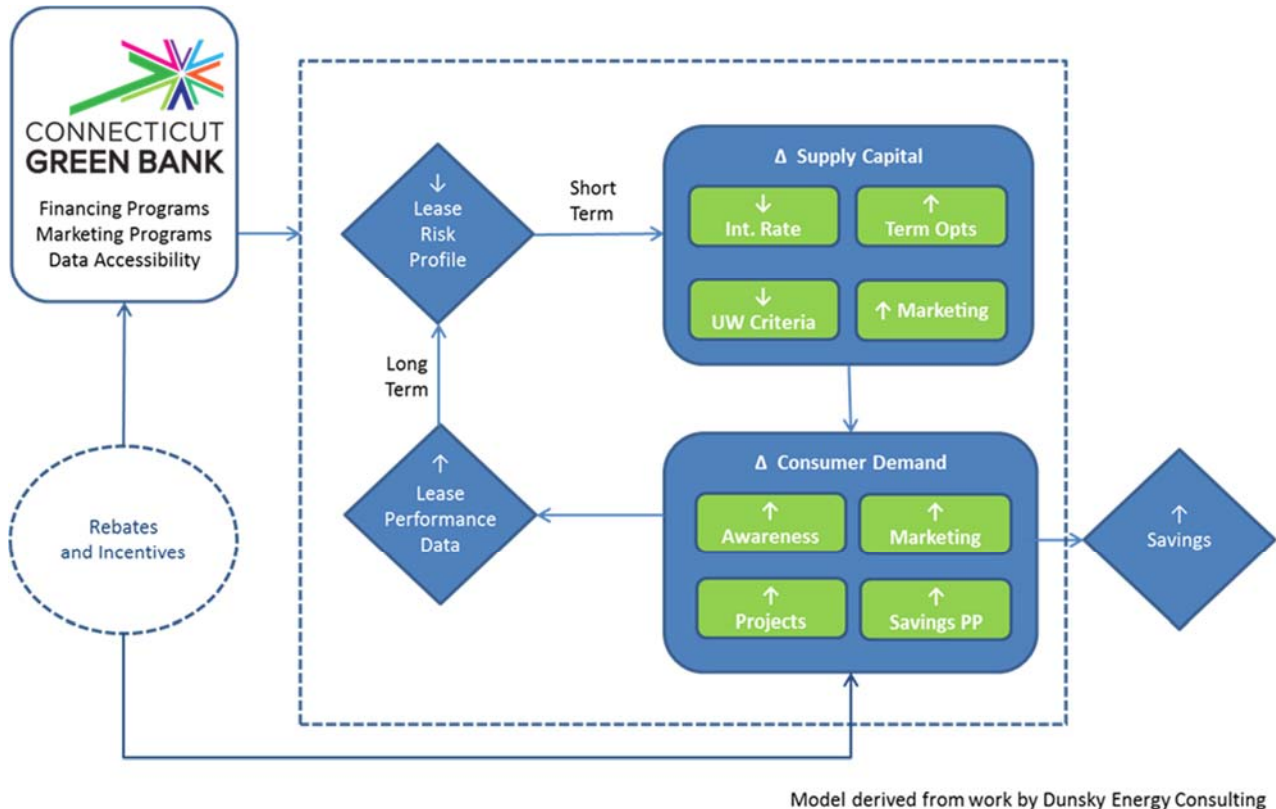 CONNECTICUT
GREEN BANK
Financing Programs
Marketing Programs
Data Accessibility
Rebates
and Incentives
↓
Lease
Risk
Profile
Short
Term
Long
Term
↑
Lease
Performance
Data
Δ Supply Capital
↓
Int. Rate
↑
Term Opts
↓
UW Criteria
↑ Marketing
Δ Consumer Demand
↑
Awareness
↑
Marketing
↑
Projects
↑
Savings PP
↑
Savings
Model derived from work by Dunsky Energy Consulting